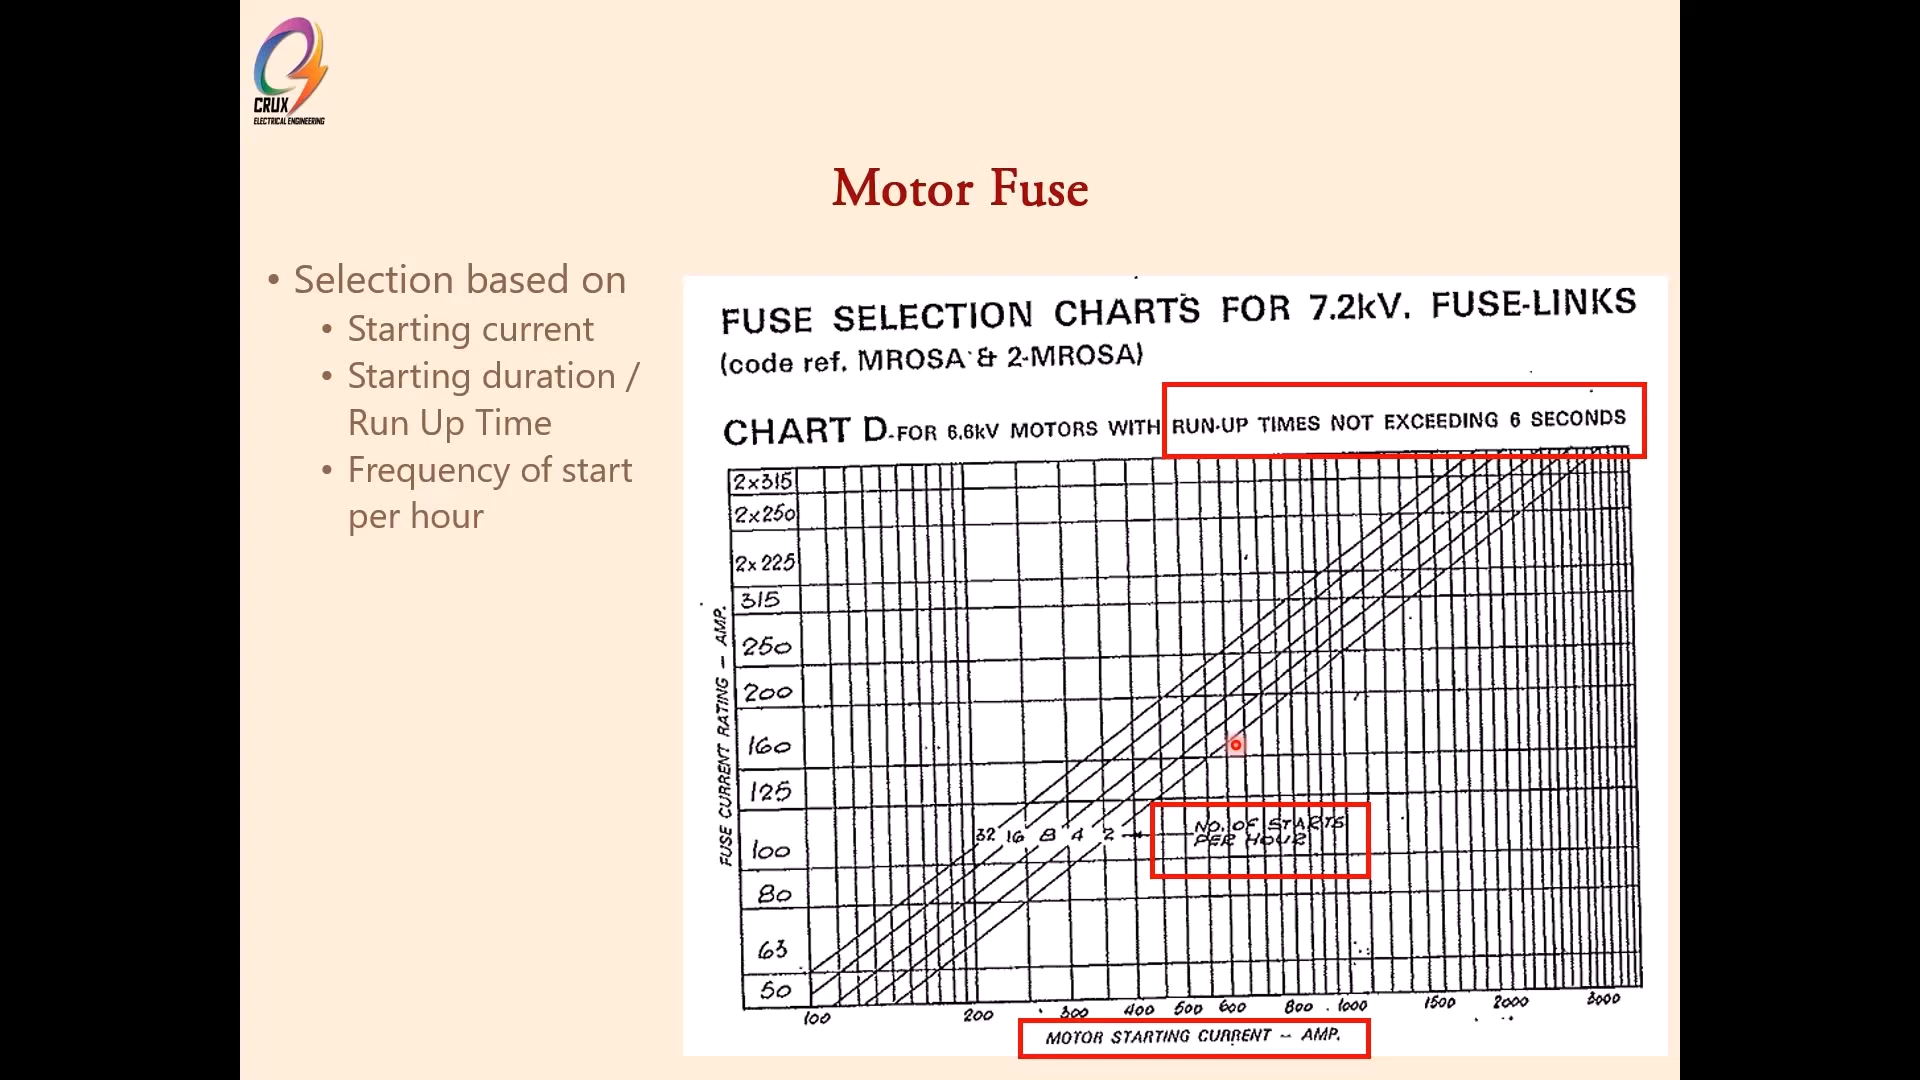 CRUX
ELECTRICAL ENGINEERING
Motor Fuse
• Selection based on
• Starting current
• Starting duration /
Run Up Time
• Frequency of start
per hour
FUSE SELECTION CHARTS FOR 7.2kV. FUSE-LINKS
(code ref. MROSA & 2-MROSA)
CHART D-FOR 6.6kV MOTORS WITH RUN-UP TIMES NOT EXCEEDING 6 SECONDS
FUSE CURRENT RATING – AMP.
2x315
2x250
2x225
315
250
200
160
125
100
80
63
50
32 16 8 4 2
NO. OF STARTS
PER HOUR
100 200 300 400 500 600 800 1000 1500 2000 3000
MOTOR STARTING CURRENT – AMP.